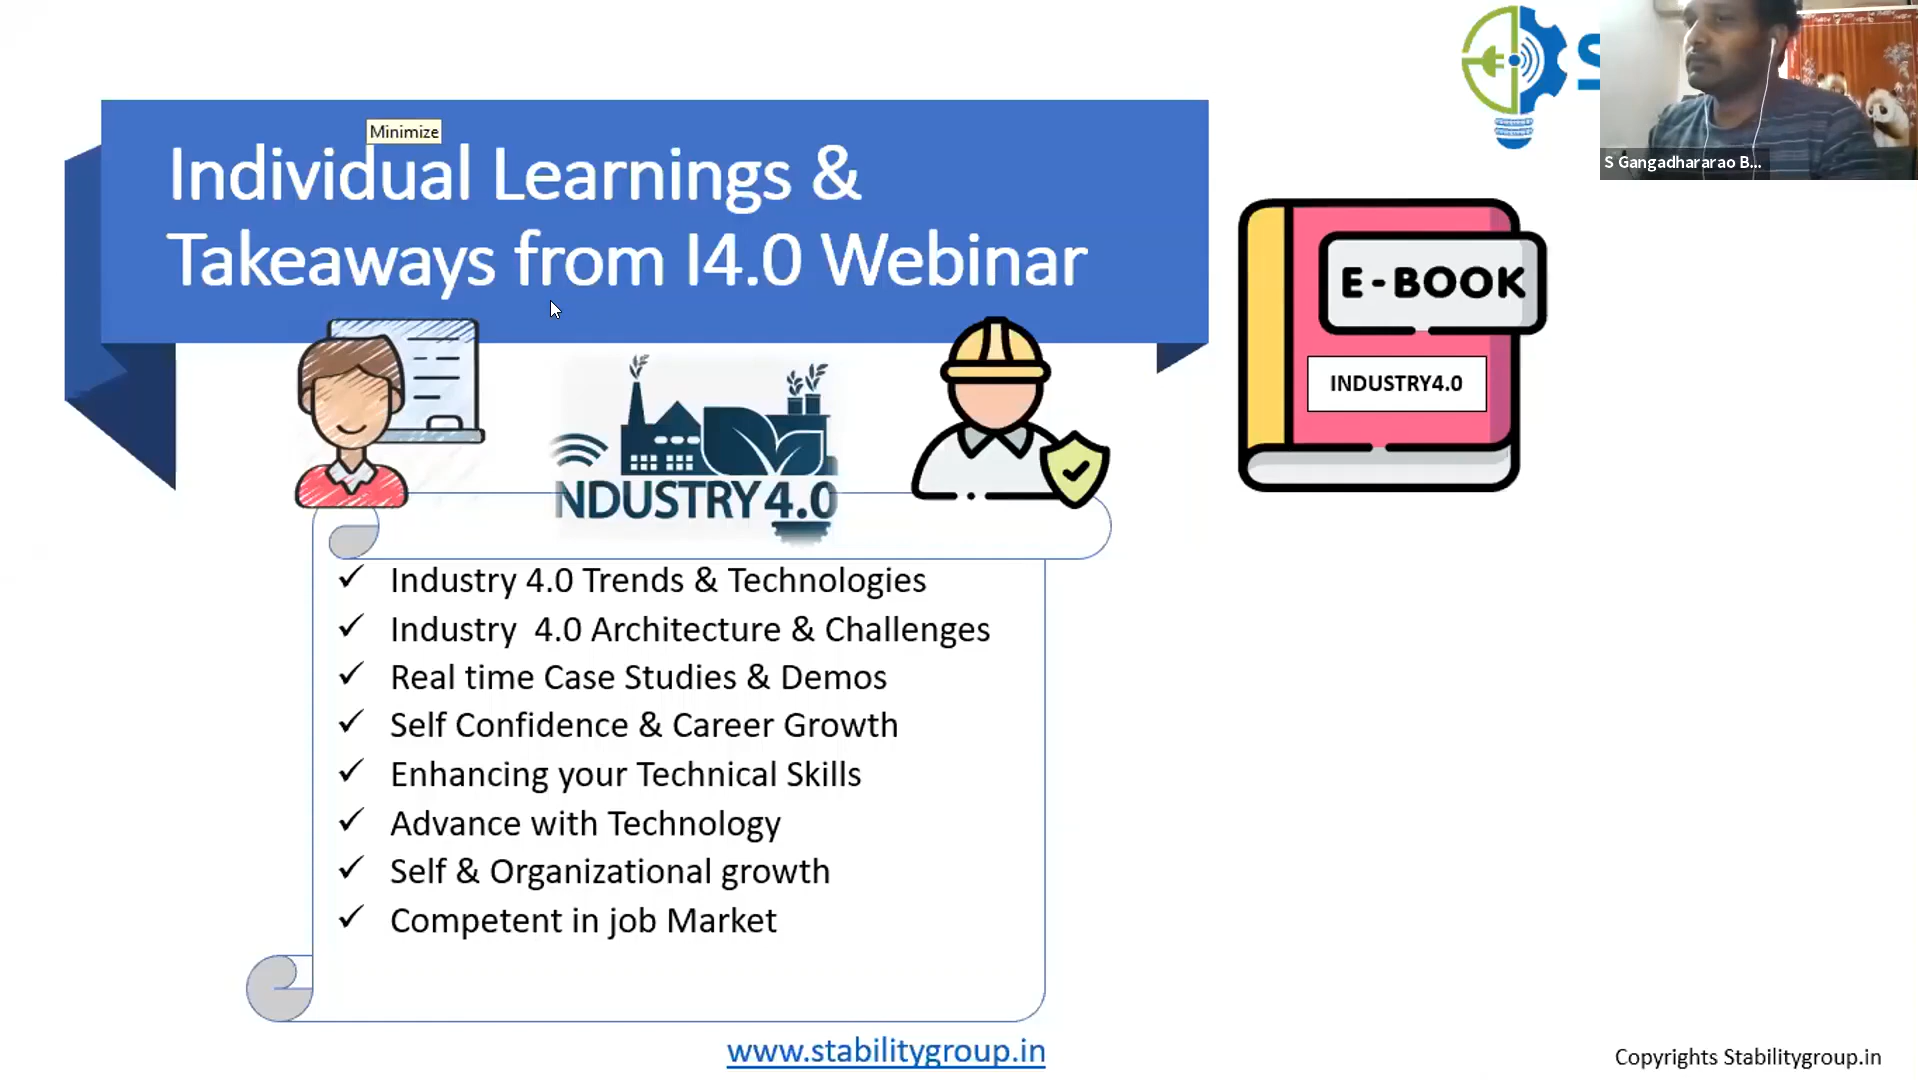 Minimize
Individual Learnings &
Takeaways from I4.0 Webinar
S
S Gangadhararao B...
E-BOOK
INDUSTRY4.0
NDUSTRY 4.0
Industry 4.0 Trends & Technologies
Industry 4.0 Architecture & Challenges
Real time Case Studies & Demos
Self Confidence & Career Growth
Enhancing your Technical Skills
Advance with Technology
Self & Organizational growth
Competent in job Market
www.stabilitygroup.in
Copyrights Stabilitygroup.in